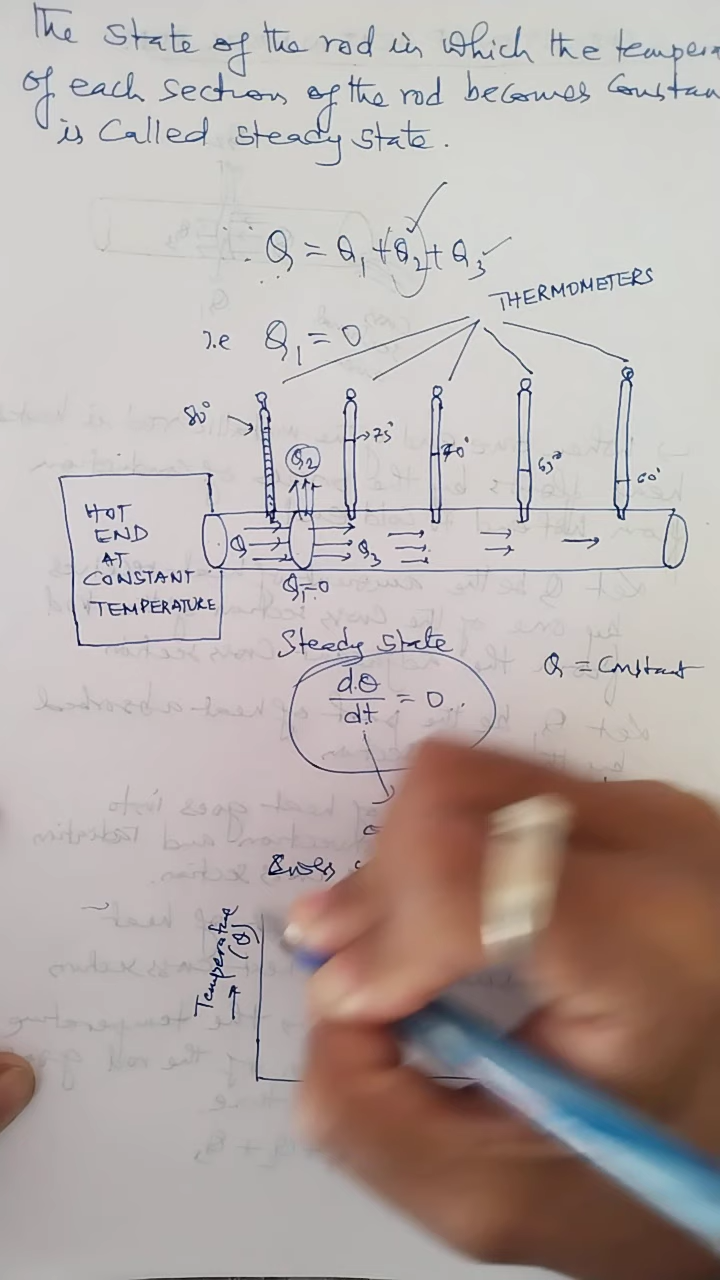 The state of the rod in which the tempera
of each section of the rod becomes Constan
is Called steady state.
∴ Q = Q₁ + Q₂ + Q₃
THERMOMETERS
i.e Q₁ = 0
80°
75°
70°
65°
60°
Q₂
HOT
END
AT
CONSTANT
TEMPERATURE
Q
Q₃
Q₁=0
Steady state
Q = Constant
dθ/dt = 0
Temperature
(θ)